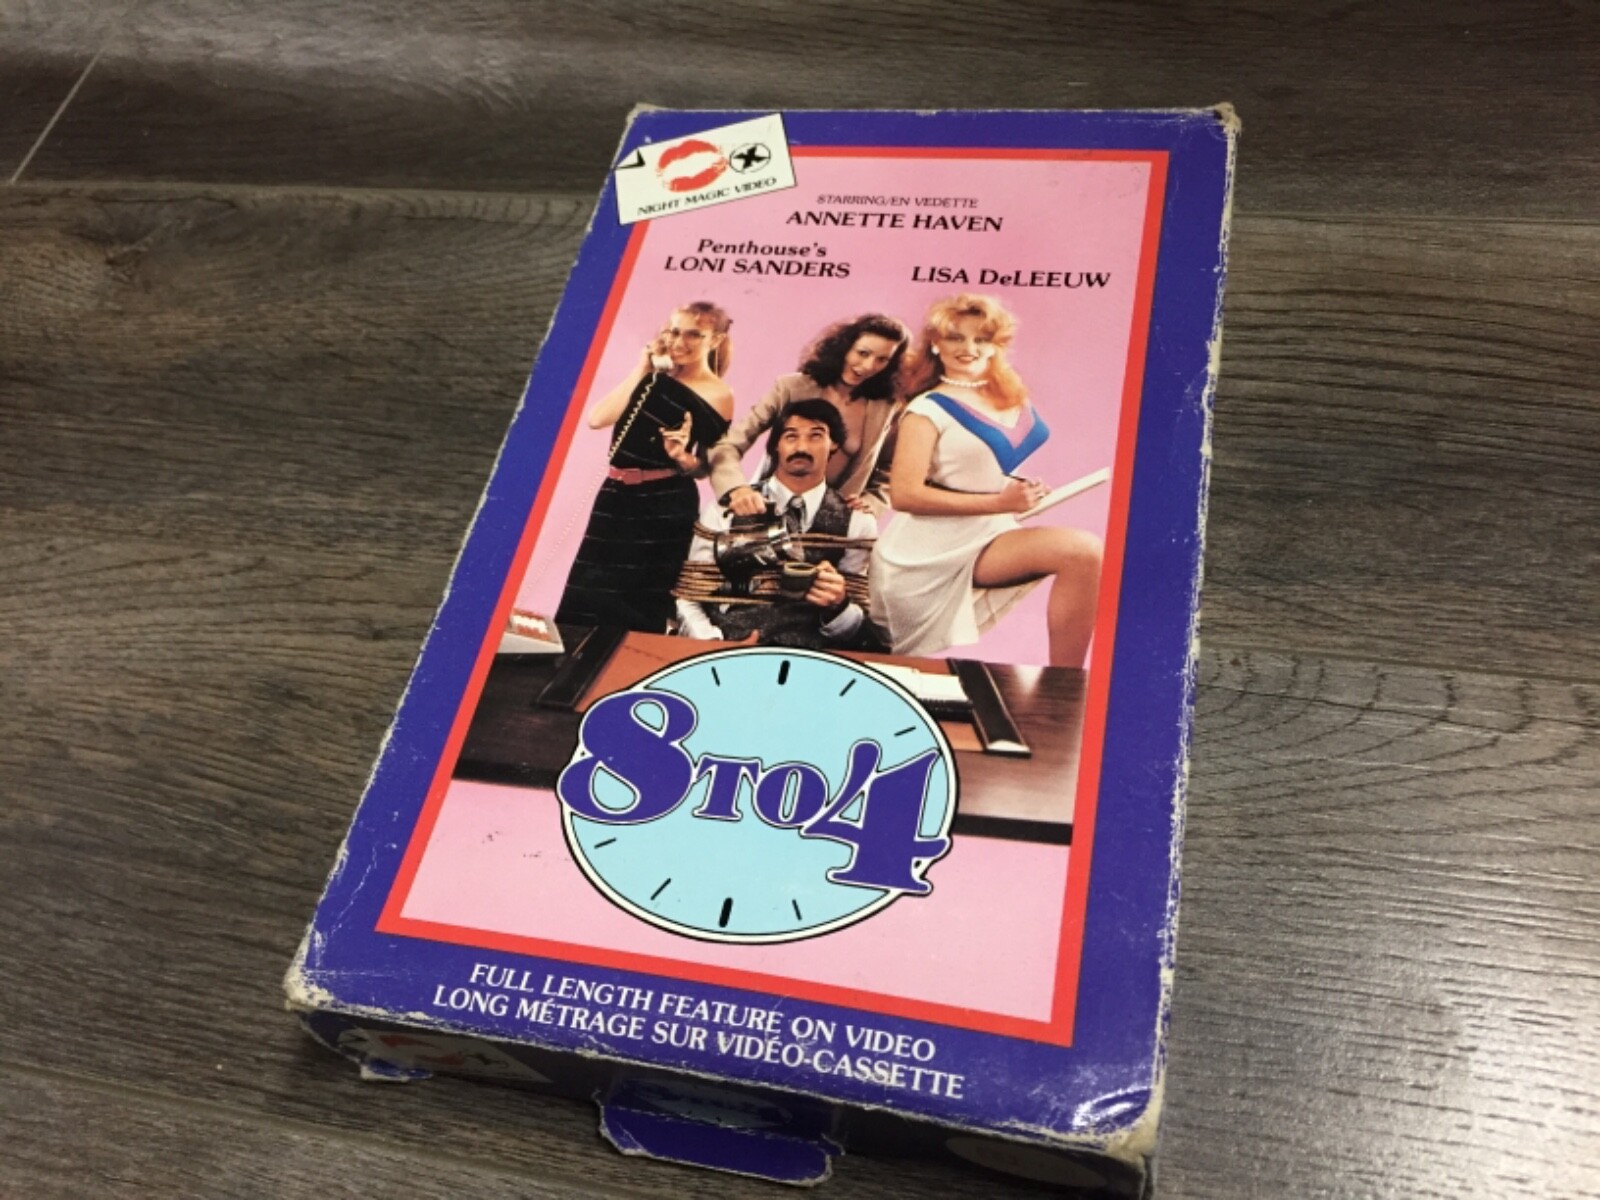 NIGHT MAGIC VIDEO
STARRING/EN VEDETTE
ANNETTE HAVEN
Penthouse's
LONI SANDERS
LISA DeLEEUW
8 TO 4
FULL LENGTH FEATURE ON VIDEO
LONG MÉTRAGE SUR VIDÉO-CASSETTE